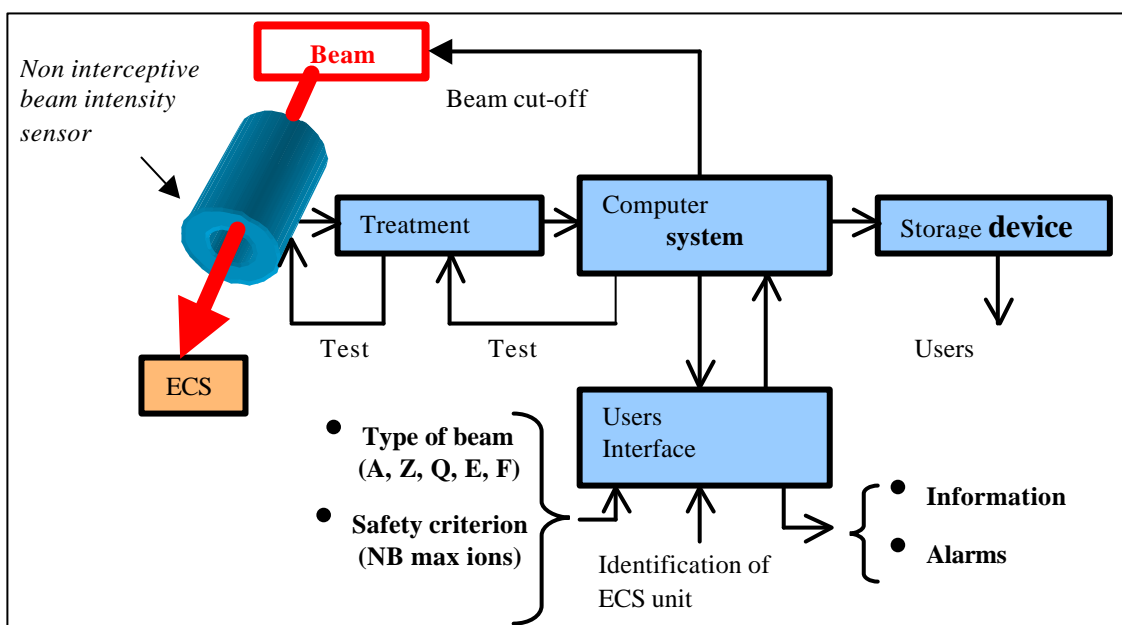 Beam
Non interceptive
beam intensity
sensor
Beam cut-off
Treatment
Computer
system
Storage device
Test
Test
Users
ECS
Users
Interface
Type of beam
(A, Z, Q, E, F)
Safety criterion
(NB max ions)
Identification of
ECS unit
Information
Alarms